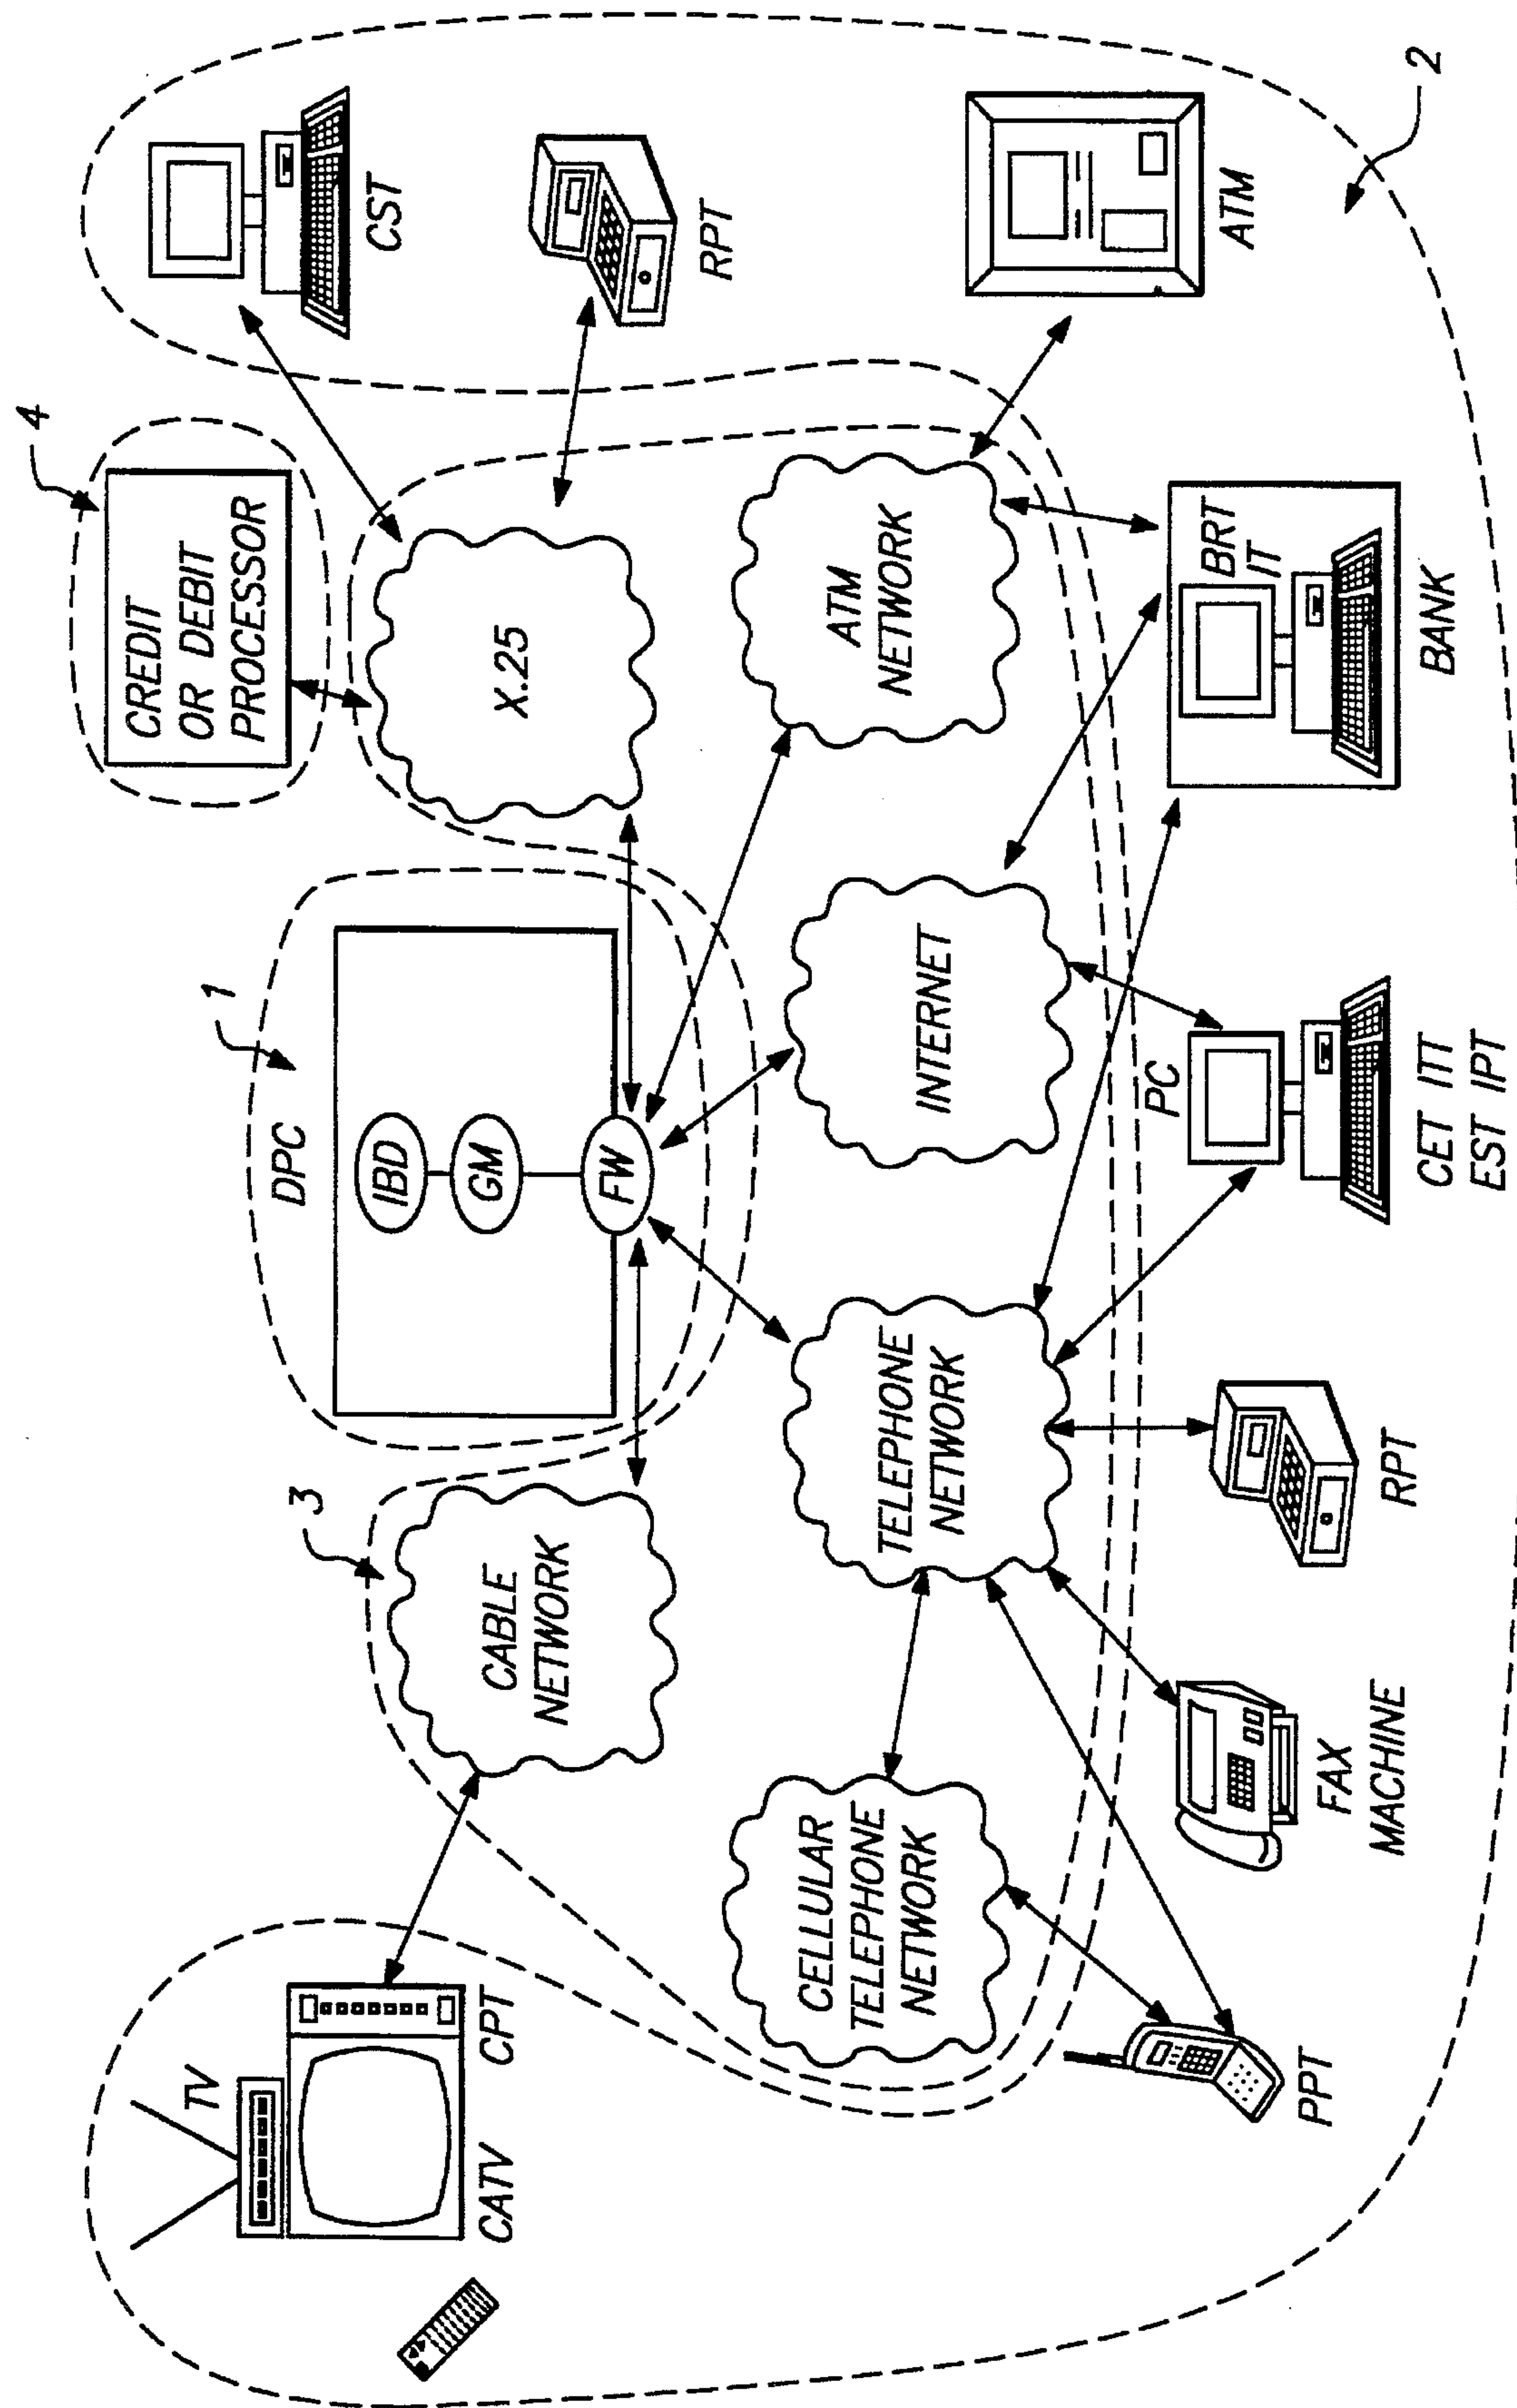 4
CREDIT
OR DEBIT
PROCESSOR
CST
RPT
ATM
2
1
DPC
IBD
GM
FW
X.25
ATM
NETWORK
INTERNET
BRT
IT
BANK
3
CABLE
NETWORK
TELEPHONE
NETWORK
PC
CET ITT
EST IPT
RPT
TV
CPT
CATV
CELLULAR
TELEPHONE
NETWORK
FAX
MACHINE
PPT